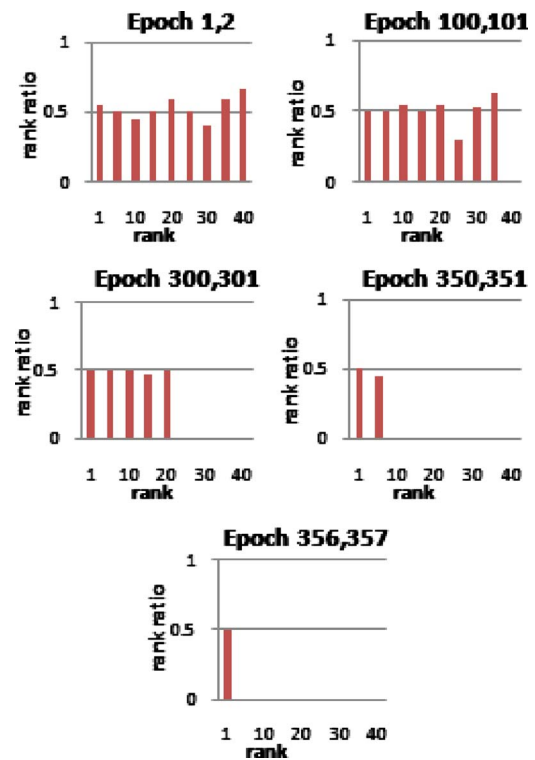 Epoch 1,2
1
0.5
0
rank ratio
1 10 20 30 40
rank
Epoch 100,101
1
0.5
0
rank ratio
1 10 20 30 40
rank
Epoch 300,301
1
0.5
0
rank ratio
1 10 20 30 40
rank
Epoch 350,351
1
0.5
0
rank ratio
1 10 20 30 40
rank
Epoch 356,357
1
0.5
0
rank ratio
1 10 20 30 40
rank